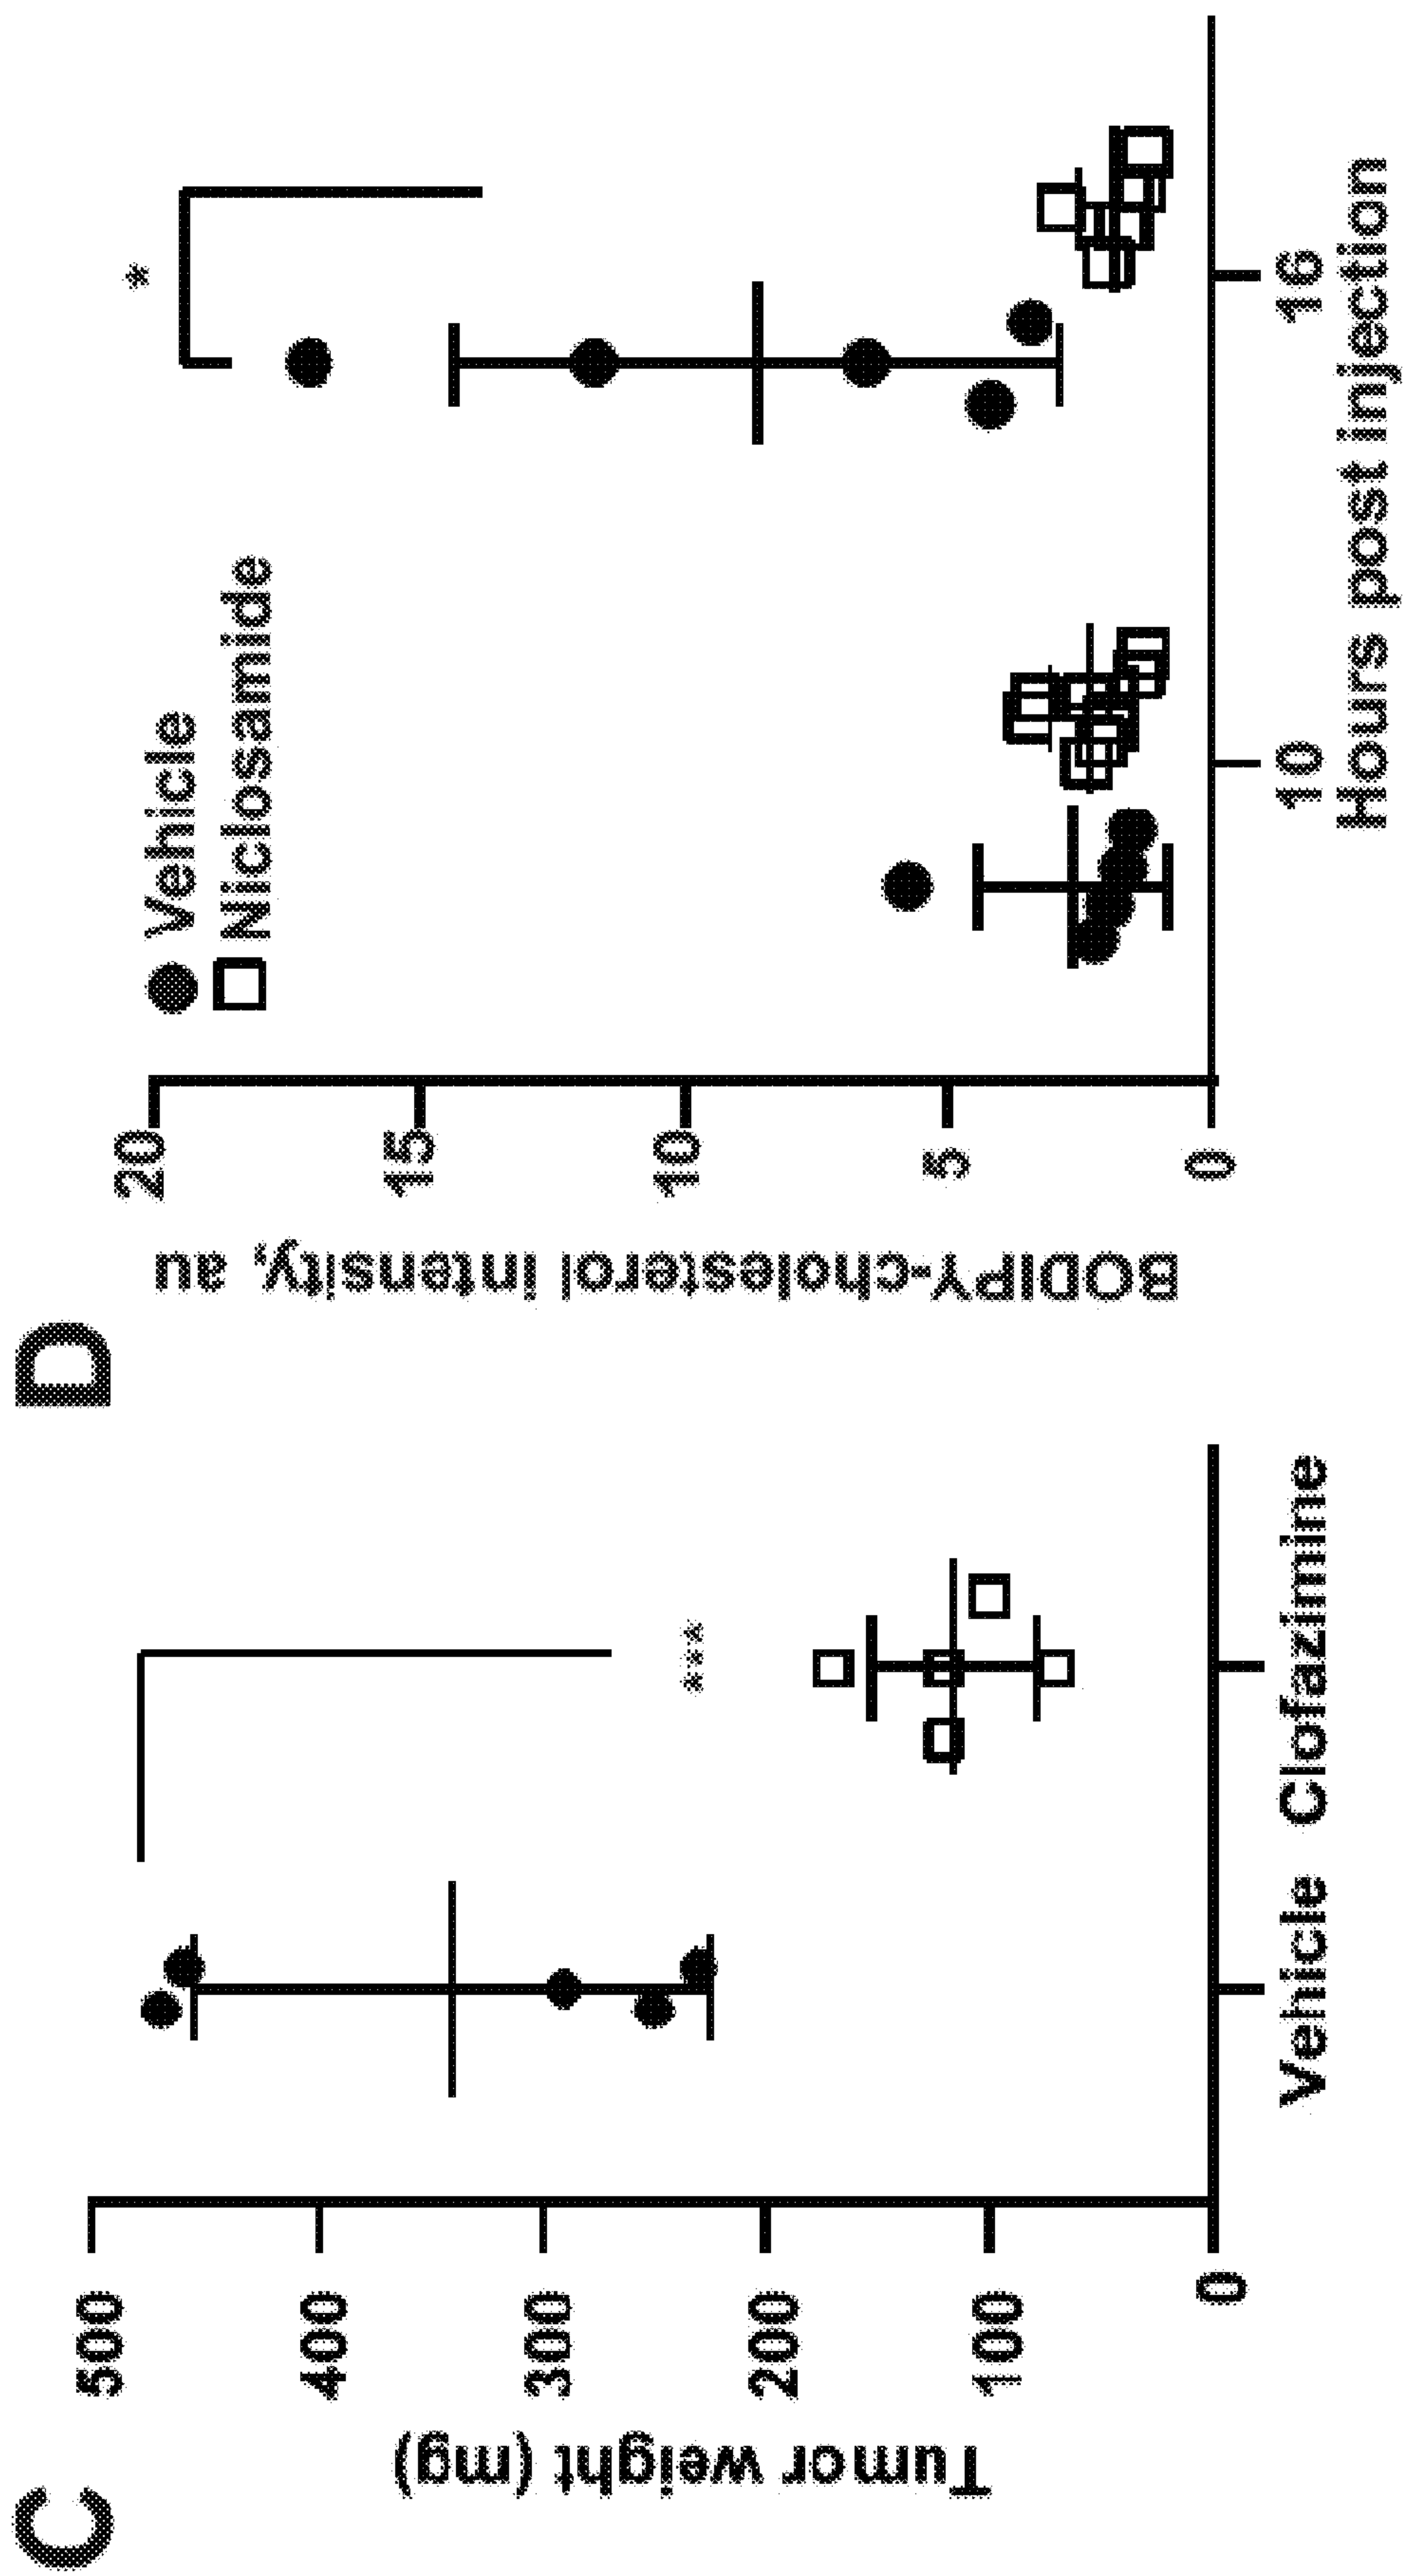 C
Tumor weight (mg)
500
400
300
200
100
0
***
Vehicle Clofazimine
D
BODIPY-cholesterol intensity, au
20
15
10
5
0
Vehicle
Niclosamide
*
10 16
Hours post injection